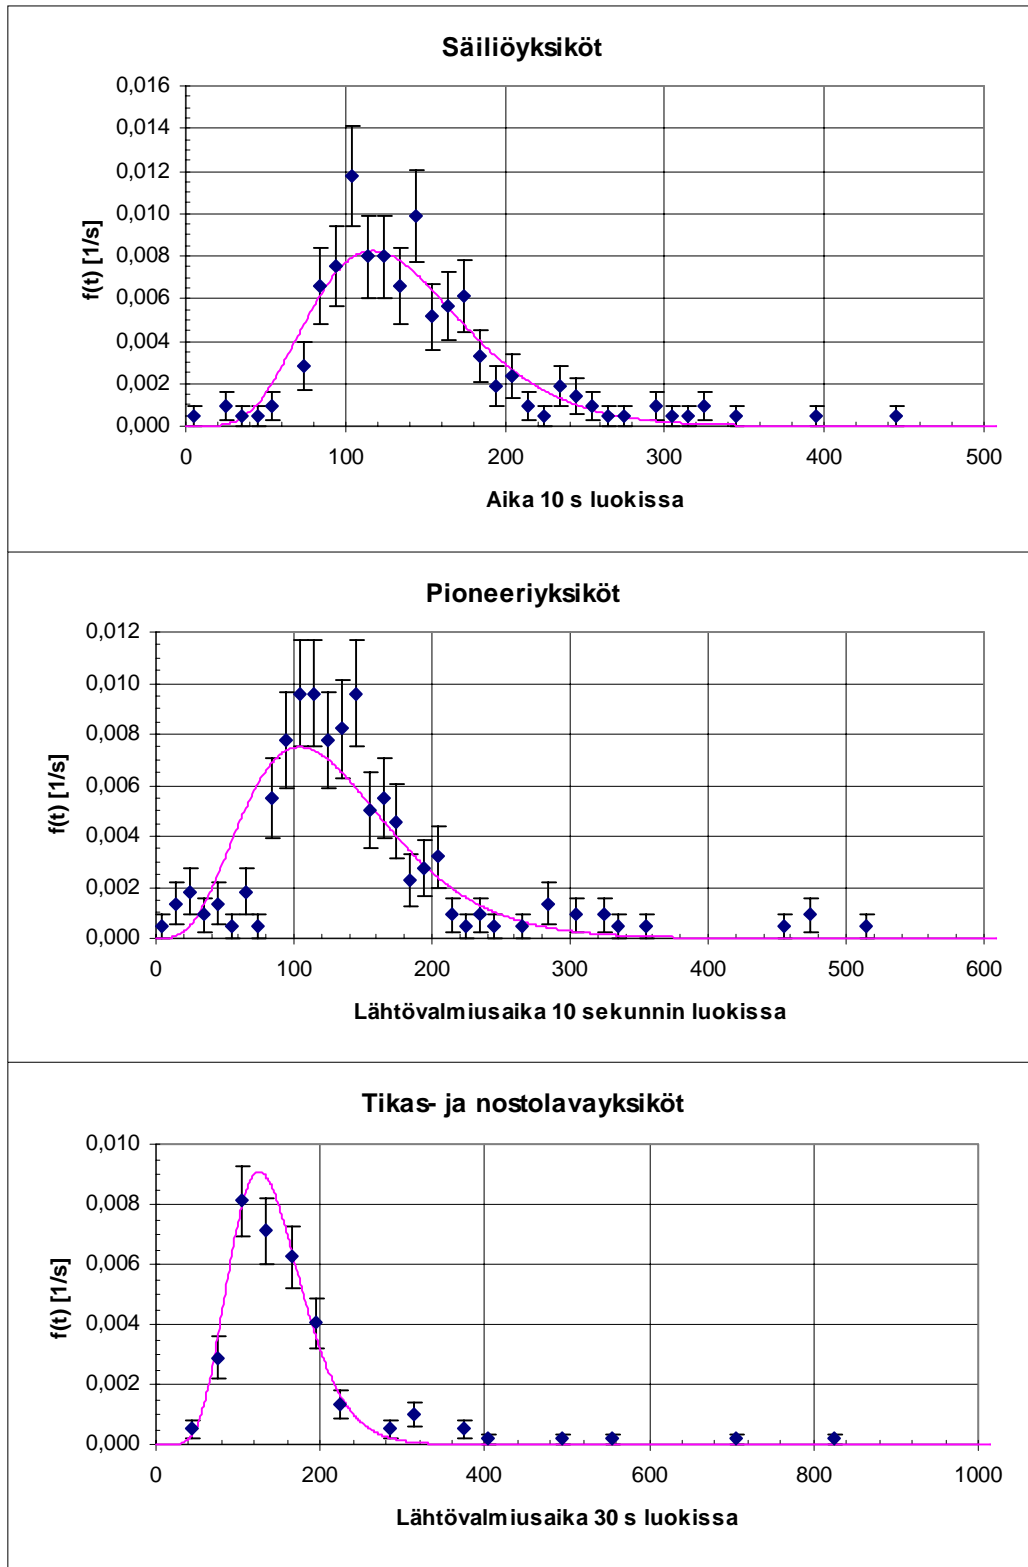 Säiliöyksiköt
0,016
0,014
0,012
0,010
0,008
0,006
0,004
0,002
0,000
f(t) [1/s]
0 100 200 300 400 500
Aika 10 s luokissa
Pioneeriyksiköt
0,012
0,010
0,008
0,006
0,004
0,002
0,000
f(t) [1/s]
0 100 200 300 400 500 600
Lähtövalmiusaika 10 sekunnin luokissa
Tikas- ja nostolavayksiköt
0,010
0,008
0,006
0,004
0,002
0,000
f(t) [1/s]
0 200 400 600 800 1000
Lähtövalmiusaika 30 s luokissa